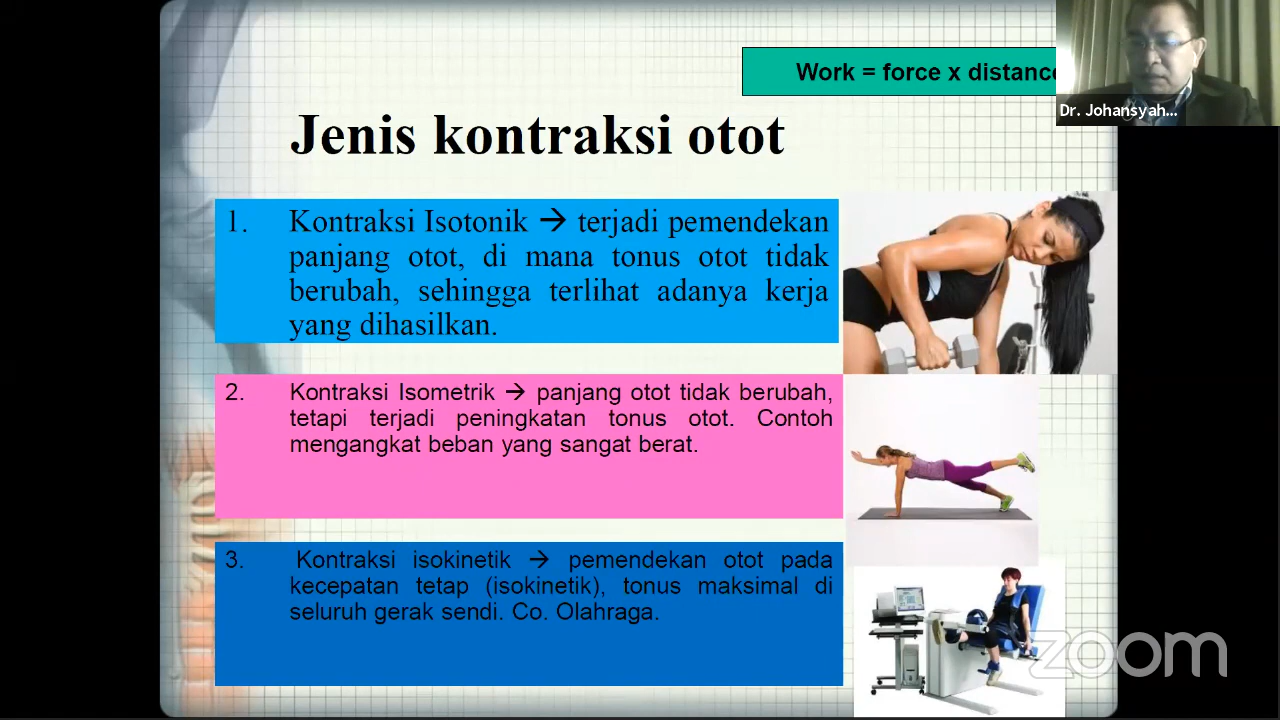 Work = force x distance
Dr. Johansyah...
Jenis kontraksi otot
1. Kontraksi Isotonik → terjadi pemendekan
panjang otot, di mana tonus otot tidak
berubah, sehingga terlihat adanya kerja
yang dihasilkan.
2. Kontraksi Isometrik → panjang otot tidak berubah,
tetapi terjadi peningkatan tonus otot. Contoh
mengangkat beban yang sangat berat.
3. Kontraksi isokinetik → pemendekan otot pada
kecepatan tetap (isokinetik), tonus maksimal di
seluruh gerak sendi. Co. Olahraga.
zoom